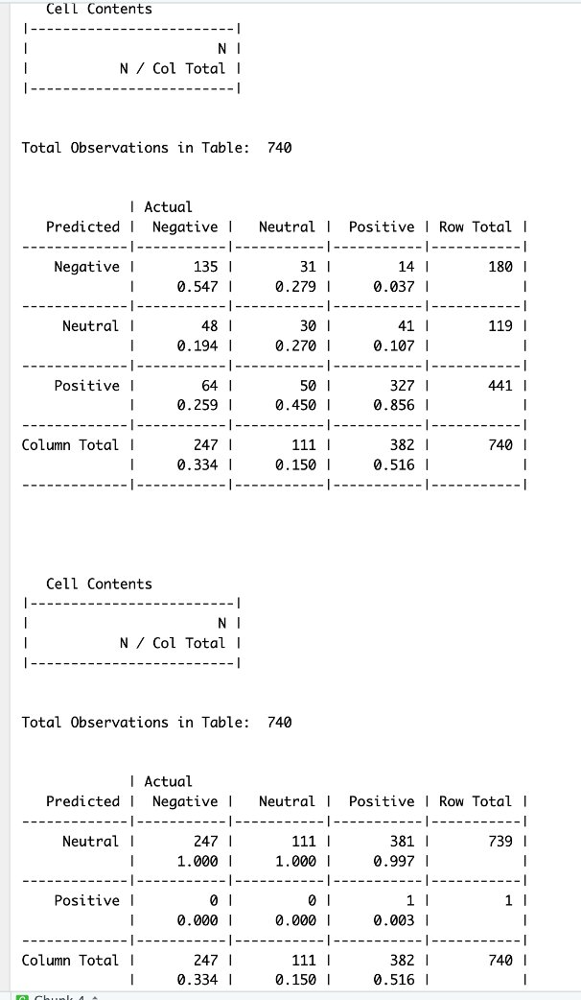 Cell Contents
|-------------------------|
|                       N |
|           N / Col Total |
|-------------------------|
Total Observations in Table:  740
             | Actual
   Predicted |  Negative |   Neutral |  Positive | Row Total |
-------------|-----------|-----------|-----------|-----------|
    Negative |       135 |        31 |        14 |       180 |
             |     0.547 |     0.279 |     0.037 |           |
-------------|-----------|-----------|-----------|-----------|
     Neutral |        48 |        30 |        41 |       119 |
             |     0.194 |     0.270 |     0.107 |           |
-------------|-----------|-----------|-----------|-----------|
    Positive |        64 |        50 |       327 |       441 |
             |     0.259 |     0.450 |     0.856 |           |
-------------|-----------|-----------|-----------|-----------|
Column Total |       247 |       111 |       382 |       740 |
             |     0.334 |     0.150 |     0.516 |           |
-------------|-----------|-----------|-----------|-----------|
Cell Contents
|-------------------------|
|                       N |
|           N / Col Total |
|-------------------------|
Total Observations in Table:  740
             | Actual
   Predicted |  Negative |   Neutral |  Positive | Row Total |
-------------|-----------|-----------|-----------|-----------|
     Neutral |       247 |       111 |       381 |       739 |
             |     1.000 |     1.000 |     0.997 |           |
-------------|-----------|-----------|-----------|-----------|
    Positive |         0 |         0 |         1 |         1 |
             |     0.000 |     0.000 |     0.003 |           |
-------------|-----------|-----------|-----------|-----------|
Column Total |       247 |       111 |       382 |       740 |
             |     0.334 |     0.150 |     0.516 |           |
Chunk 4